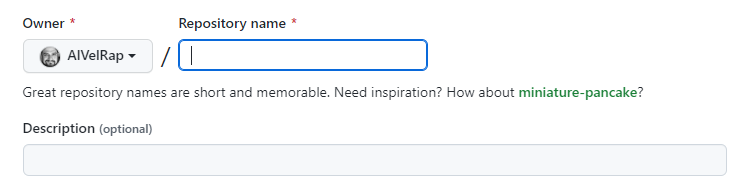 Owner * Repository name *
AlVelRap /
Great repository names are short and memorable. Need inspiration? How about miniature-pancake?
Description (optional)